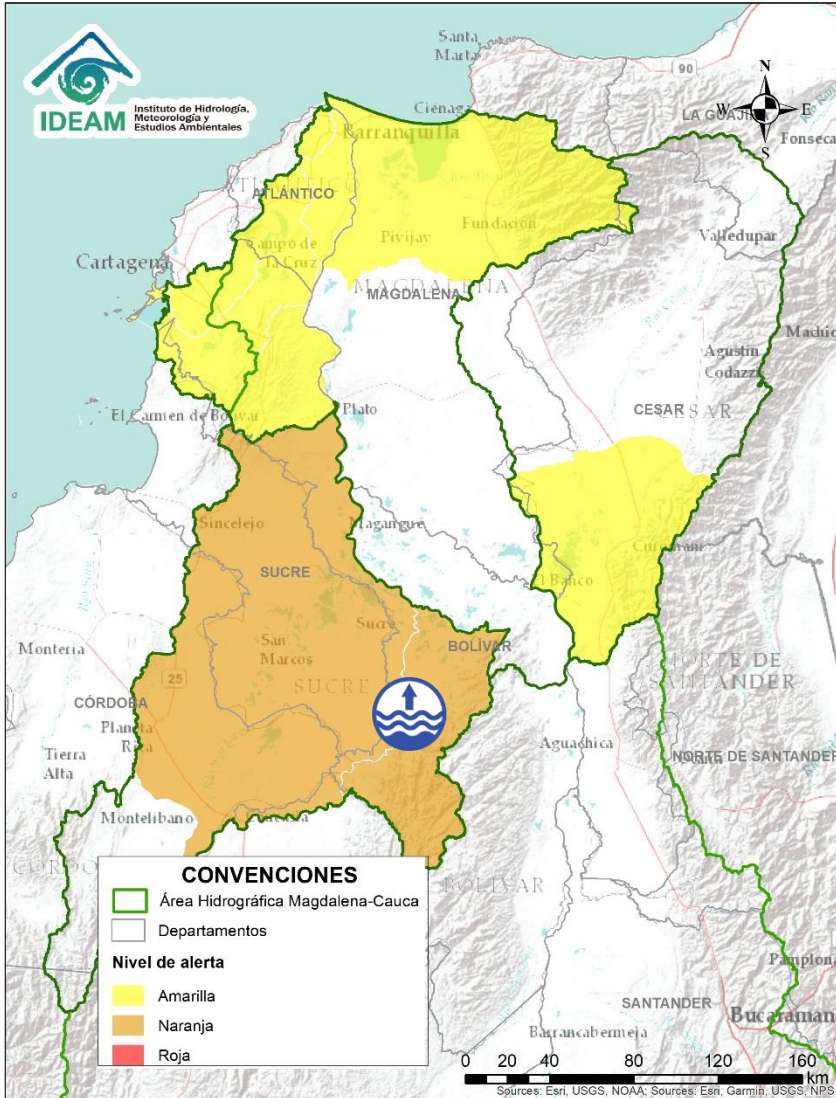 IDEAM
Instituto de Hidrología,
Meteorología y
Estudios Ambientales
Santa
Marta
90
N
W
E
S
LA GUAJIRA
Fonseca
Ciénaga
Barranquilla
ATLÁNTICO
Valledupar
Pivijay
Fundación
Campo de
la Cruz
Cartagena
MAGDALENA
MAGDALENA
Agustín
Codazzi
El Carmen de Bolívar
Plato
CESAR
CESAR
Sincelejo
Magangue
SUCRE
El Banco
Sucre
BOLÍVAR
Montería
San
Marcos
25
SUCRE
NORTE DE
SANTANDER
CÓRDOBA
Planeta
Rica
Tierra
Alta
Aguachica
NORTE DE SANTANDER
Montelíbano
BOLÍVAR
CONVENCIONES
Área Hidrográfica Magdalena-Cauca
Departamentos
Nivel de alerta
Amarilla
Naranja
Roja
Pamplona
SANTANDER
Bucaraman
Barrancabermeja
0 20 40 80 120 160
km
Sources: Esri, USGS, NOAA; Sources: Esri, Garmin, USGS, NPS